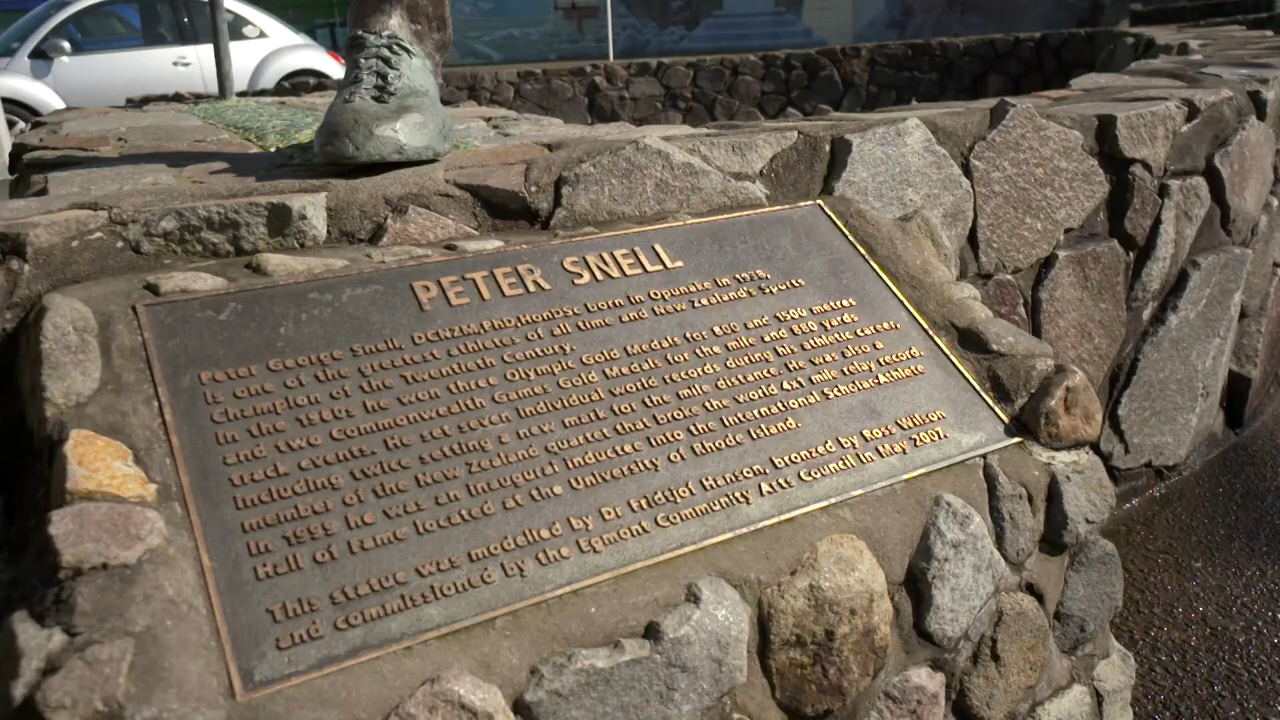 PETER SNELL
Peter George Snell, DCNZM,PhD,HonDSc born in Opunake in 1938,
is one of the greatest athletes of all time and New Zealand's Sports
Champion of the Twentieth Century.
In the 1960s he won three Olympic Gold Medals for 800 and 1500 metres
and two Commonwealth Games Gold Medals for the mile and 880 yards
track events. He set seven individual world records during his athletic career,
including twice setting a new mark for the mile distance. He was also a
member of the New Zealand quartet that broke the world 4x1 mile relay record.
In 1999 he was an inaugural inductee into the International Scholar-Athlete
Hall of Fame located at the University of Rhode Island.
This statue was modelled by Dr Fridtjof Hanson, bronzed by Ross Wilson
and commissioned by the Egmont Community Arts Council in May 2007.